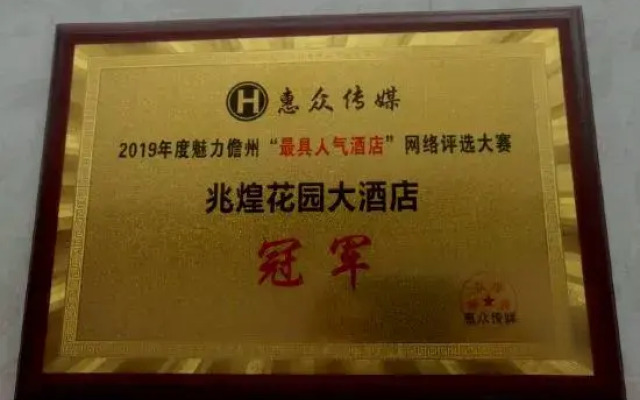 H 惠众传媒
2019年度魅力儋州“最具人气酒店”网络评选大赛
兆煌花园大酒店
冠军
惠众传媒